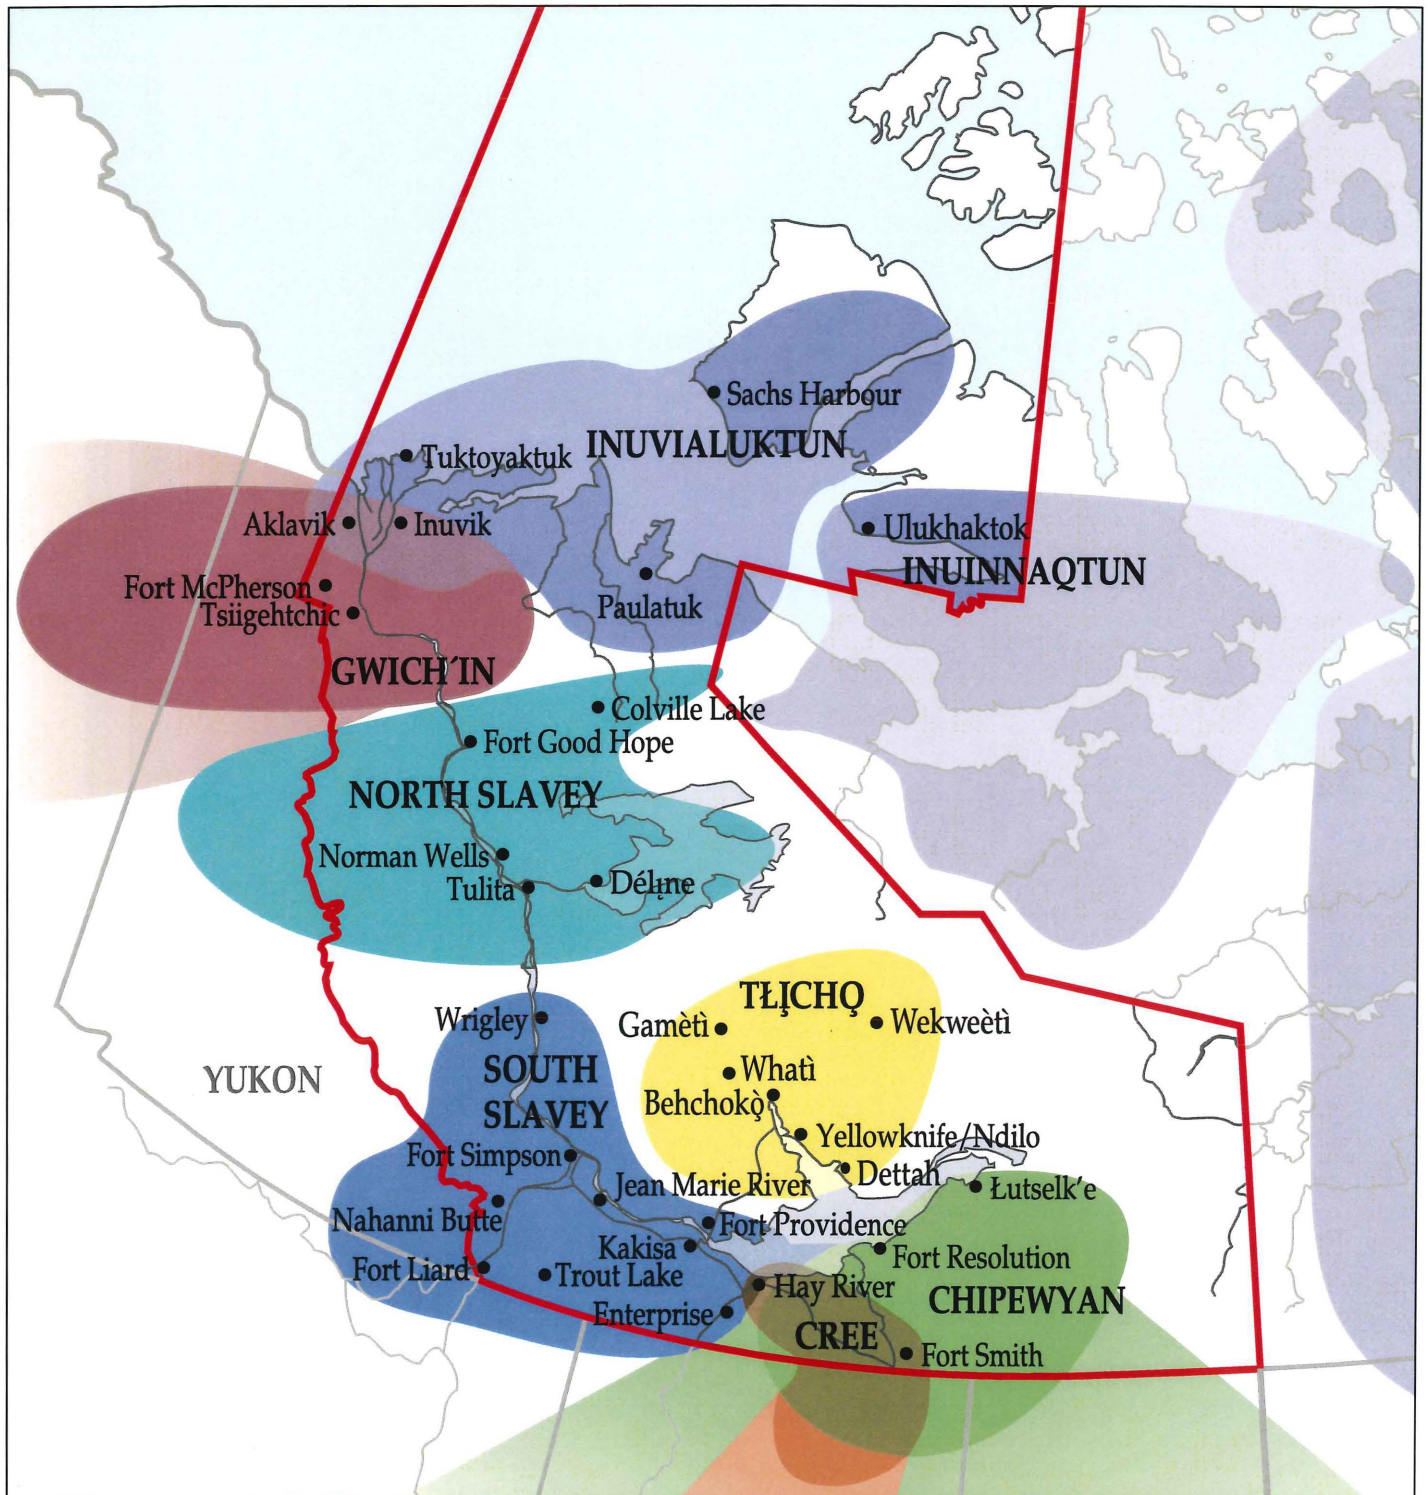 Sachs Harbour
INUVIALUKTUN
Tuktoyaktuk
Aklavik
Inuvik
Ulukhaktok
INUINNAQTUN
Fort McPherson
Paulatuk
Tsiigehtchic
GWICH´IN
Colville Lake
Fort Good Hope
NORTH SLAVEY
Norman Wells
Tulita
Délı̨ne
TŁĮCHǪ
Wrigley
Gamètì
Wekweètì
YUKON
SOUTH
SLAVEY
Whatì
Behchokǫ̀
Yellowknife/Ndilo
Fort Simpson
Dettah
Jean Marie River
Łutselk'e
Nahanni Butte
Fort Providence
Kakisa
Fort Resolution
Fort Liard
Trout Lake
Hay River
CHIPEWYAN
Enterprise
CREE
Fort Smith